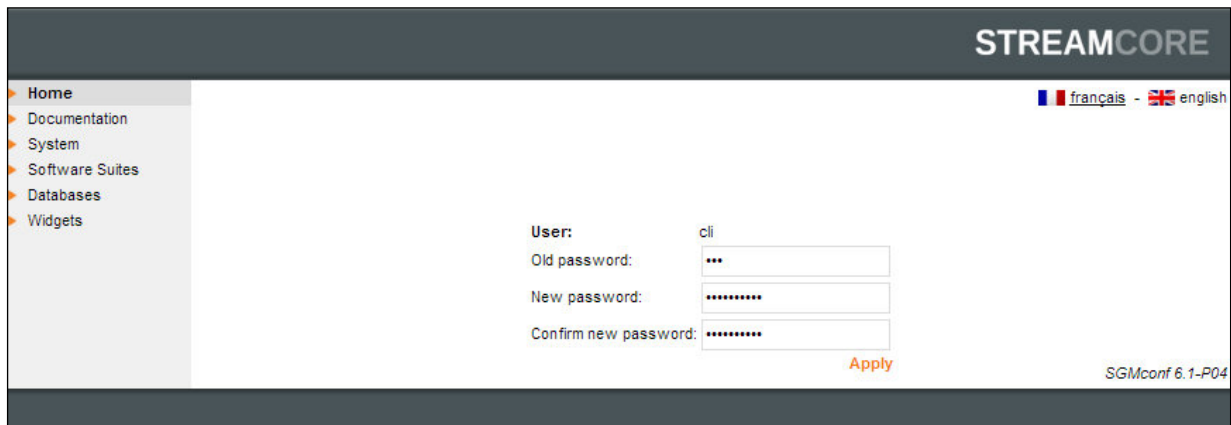 STREAMCORE
Home
Documentation
System
Software Suites
Databases
Widgets
français - english
User: cli
Old password: •••
New password: ••••••••••
Confirm new password: ••••••••••
Apply
SGMconf 6.1-P04